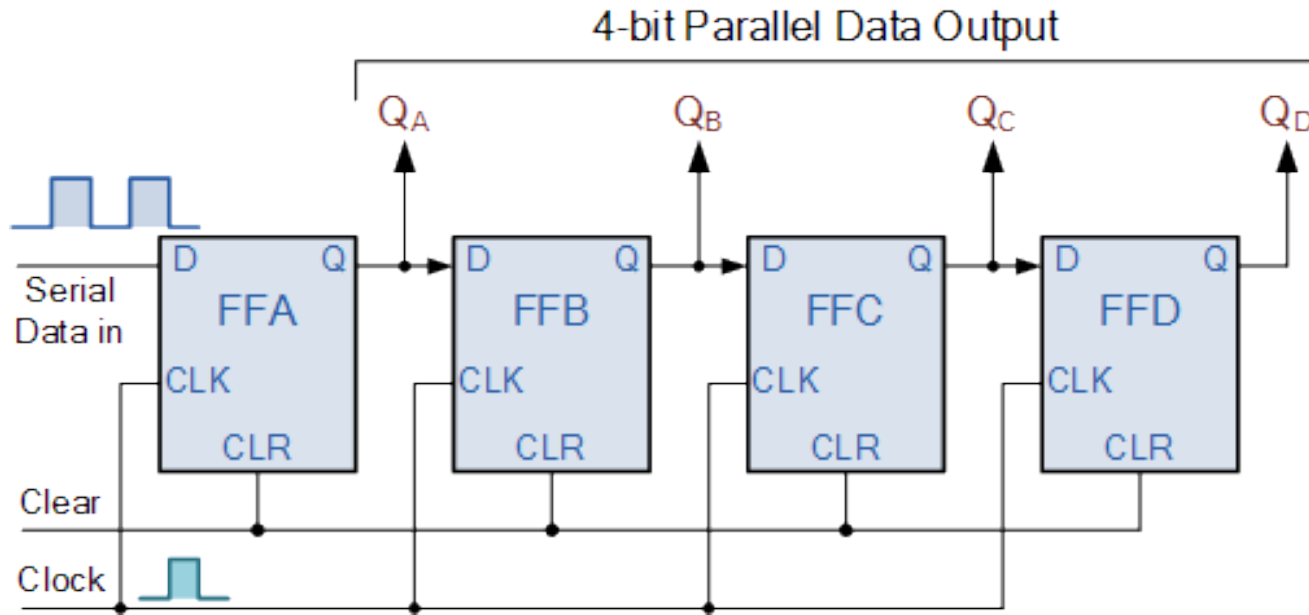 4-bit Parallel Data Output
QA QB QC QD
D Q D Q D Q D Q
Serial
Data in
FFA FFB FFC FFD
CLK CLK CLK CLK
CLR CLR CLR CLR
Clear
Clock